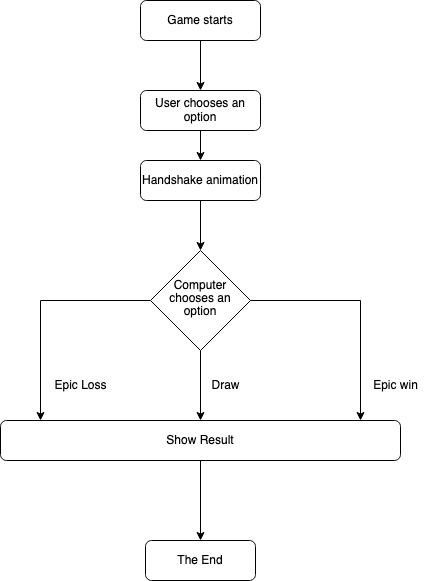 Game starts
User chooses an
option
Handshake animation
Computer
chooses an
option
Epic Loss
Draw
Epic win
Show Result
The End